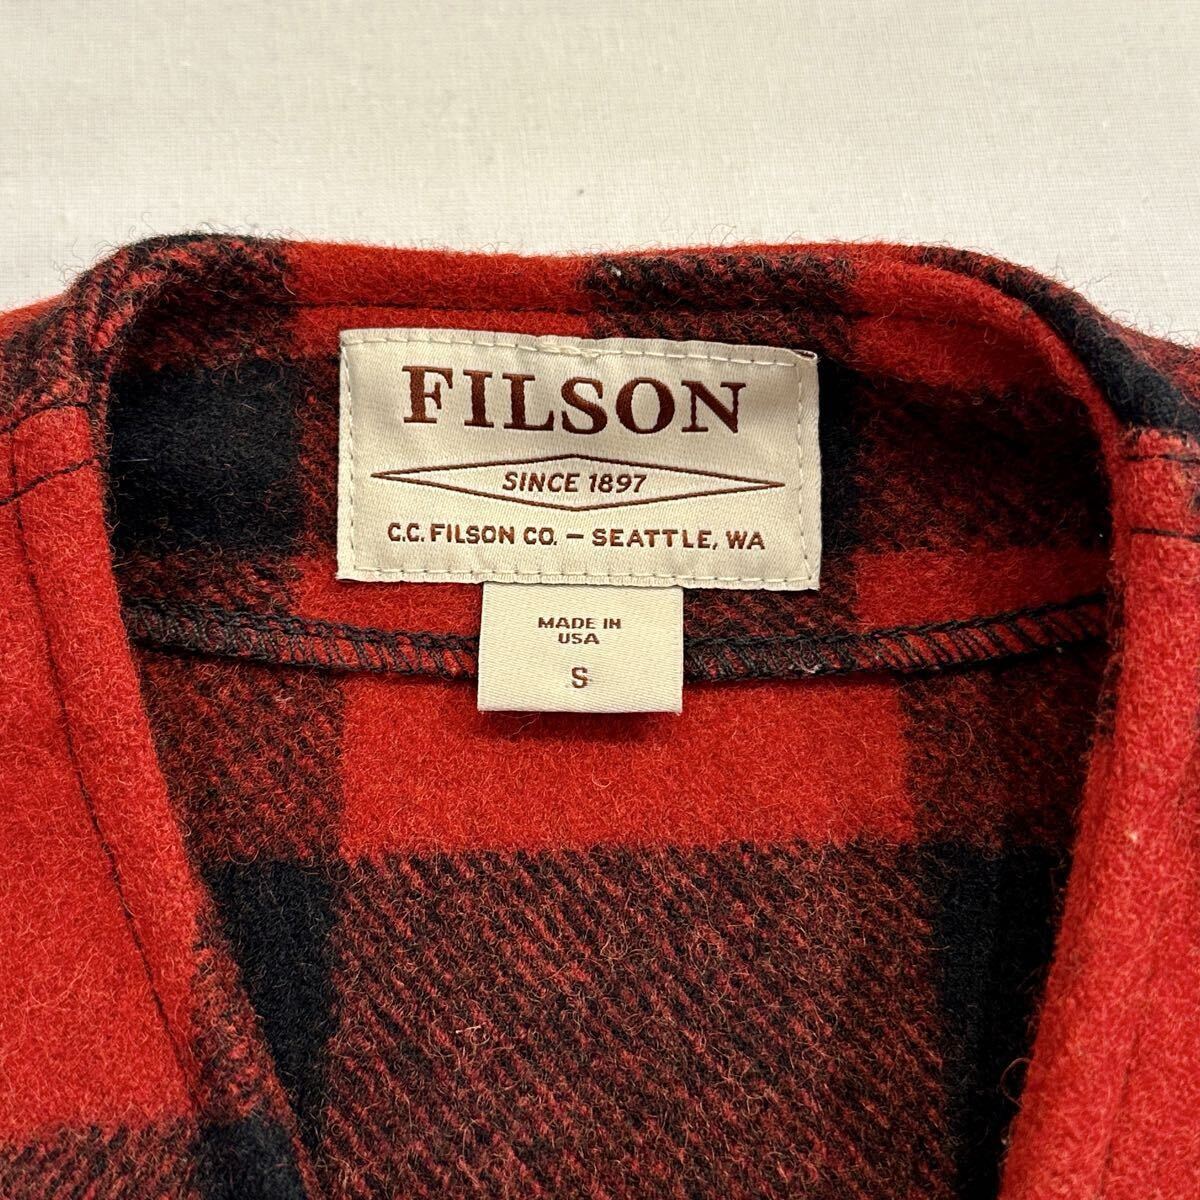 FILSON
SINCE 1897
C.C. FILSON CO. – SEATTLE, WA
MADE IN
USA
S